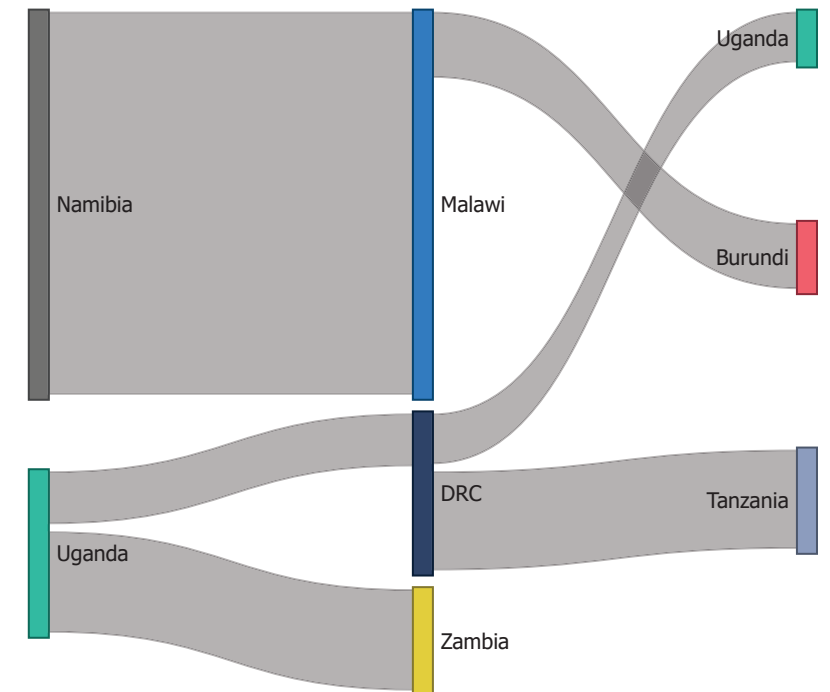 Uganda
Namibia
Malawi
Burundi
DRC
Tanzania
Uganda
Zambia